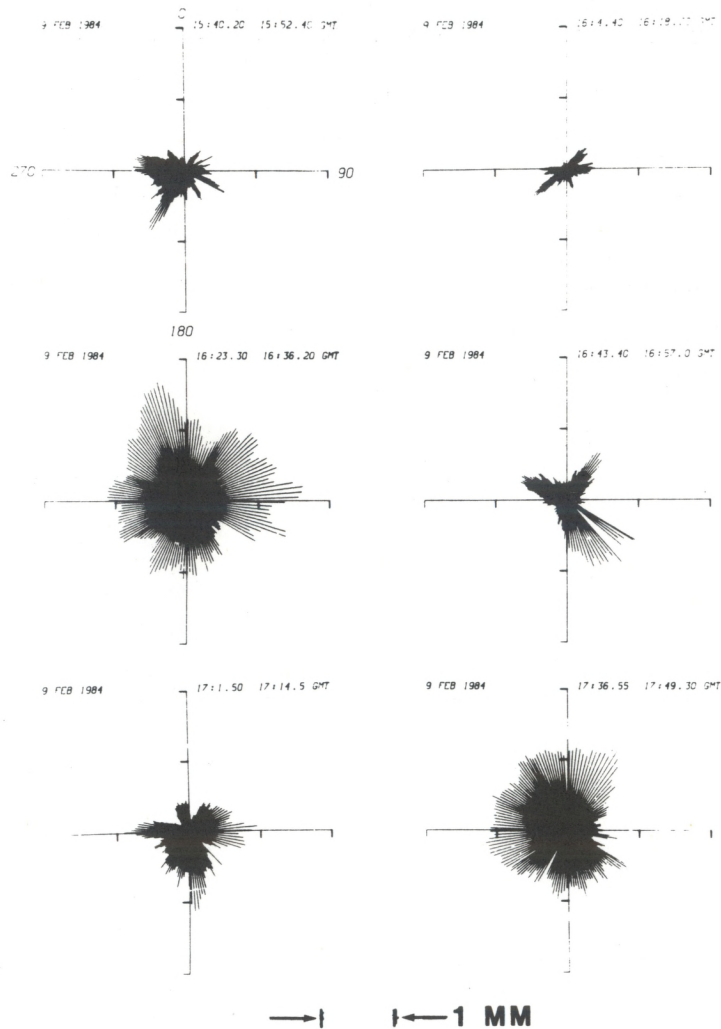 0
9 FEB 1984 15:40.20 15:52.40 GMT
9 FEB 1984 16:4.40
270 90
180
9 FEB 1984 16:23.30 16:36.20 GMT
9 FEB 1984 16:43.40 16:57.0 GMT
9 FEB 1984 17:1.50 17:14.5 GMT
9 FEB 1984 17:36.55 17:49.30 GMT
1 MM